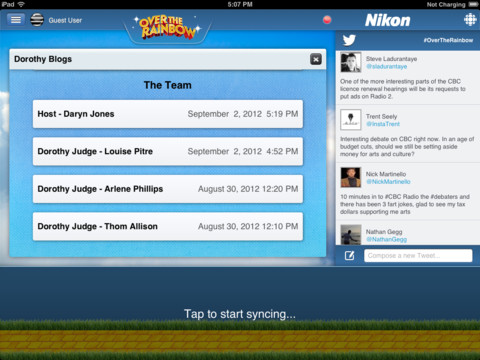 iPad
5:07 PM
Not Charging
Guest User
OVER THE
RAINBOW
Nikon
Dorothy Blogs
The Team
Host - Daryn Jones September 2, 2012 5:19 PM
Dorothy Judge - Louise Pitre September 2, 2012 4:52 PM
Dorothy Judge - Arlene Phillips August 30, 2012 12:20 PM
Dorothy Judge - Thom Allison August 30, 2012 12:10 PM
#OverTheRainbow
Steve Ladurantaye
@sladurantaye
One of the more interesting parts of the CBC
licence renewal hearings will be its requests to
put ads on Radio 2.
Trent Seely
@InstaTrent
Interesting debate on CBC right now. In an age of
budget cuts, should we still be setting aside
money for arts and culture?
Nick Martinello
@NickMartinello
10 minutes in to #CBC Radio the #debaters and
there has been 3 fart jokes, glad to see my tax
dollars supporting me arts
Nathan Gegg
@NathanGegg
Compose a new Tweet...
Tap to start syncing...